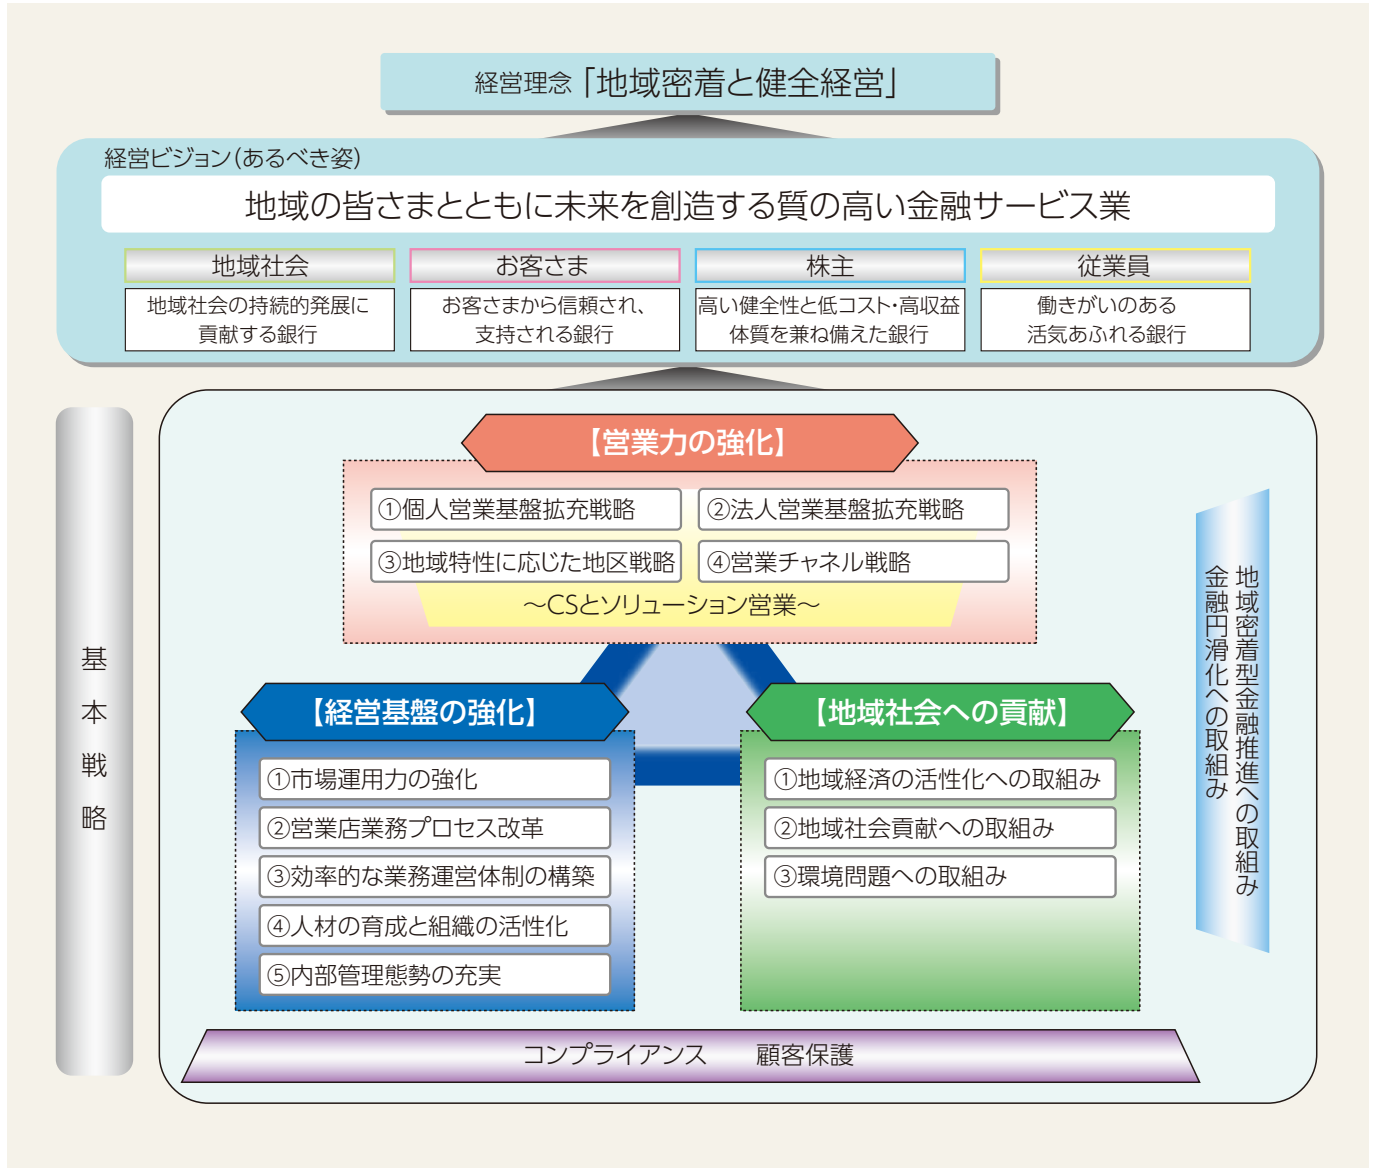 経営理念「地域密着と健全経営」
経営ビジョン(あるべき姿)
地域の皆さまとともに未来を創造する質の高い金融サービス業
地域社会
地域社会の持続的発展に
貢献する銀行
お客さま
お客さまから信頼され、
支持される銀行
株主
高い健全性と低コスト・高収益
体質を兼ね備えた銀行
従業員
働きがいのある
活気あふれる銀行
基本戦略
【営業力の強化】
①個人営業基盤拡充戦略
②法人営業基盤拡充戦略
③地域特性に応じた地区戦略
④営業チャネル戦略
～CSとソリューション営業～
【経営基盤の強化】
①市場運用力の強化
②営業店業務プロセス改革
③効率的な業務運営体制の構築
④人材の育成と組織の活性化
⑤内部管理態勢の充実
【地域社会への貢献】
①地域経済の活性化への取組み
②地域社会貢献への取組み
③環境問題への取組み
地域密着型金融推進への取組み
金融円滑化への取組み
コンプライアンス　顧客保護